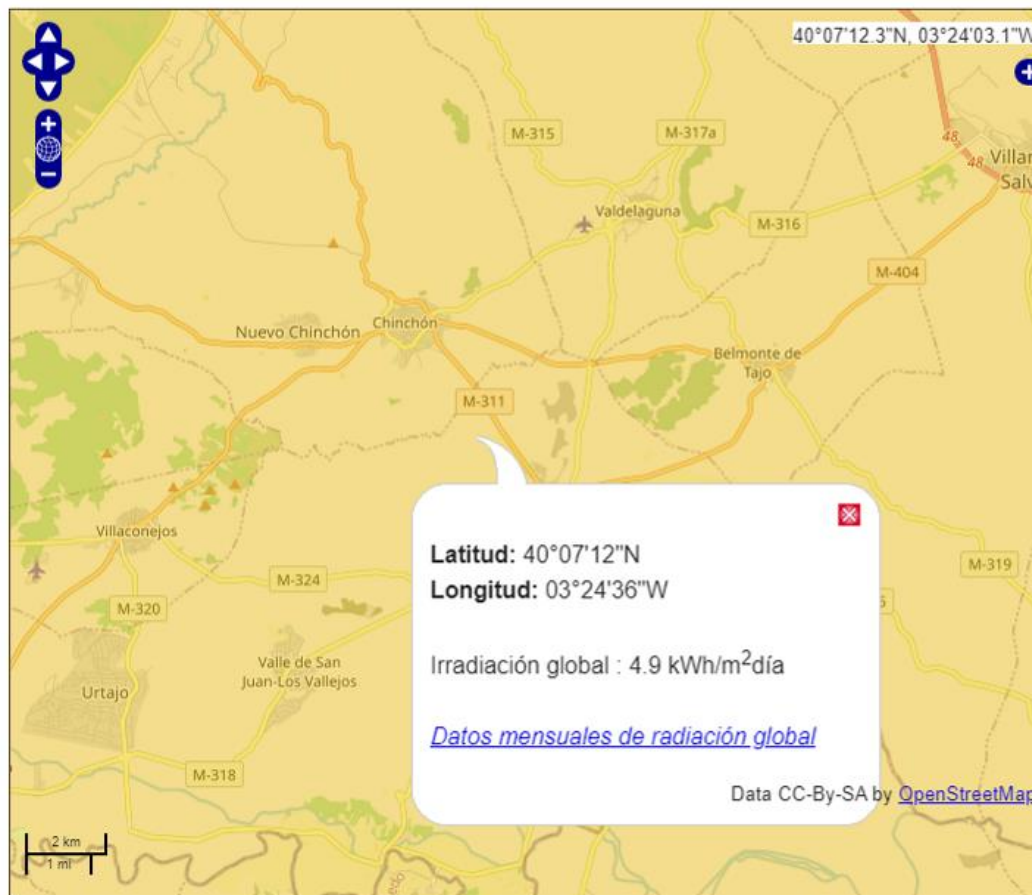 40°07'12.3"N, 03°24'03.1"W
M-315
M-317a
48
48
Villar
Salv
Valdelaguna
M-316
M-404
Nuevo Chinchón
Chinchón
Belmonte de
Tajo
M-311
Villaconejos
Latitud: 40°07'12"N
Longitud: 03°24'36"W
M-324
M-319
M-320
Irradiación global : 4.9 kWh/m²día
Valle de San
Juan-Los Vallejos
Urtajo
Datos mensuales de radiación global
M-318
Data CC-By-SA by OpenStreetMap
2 km
1 mi